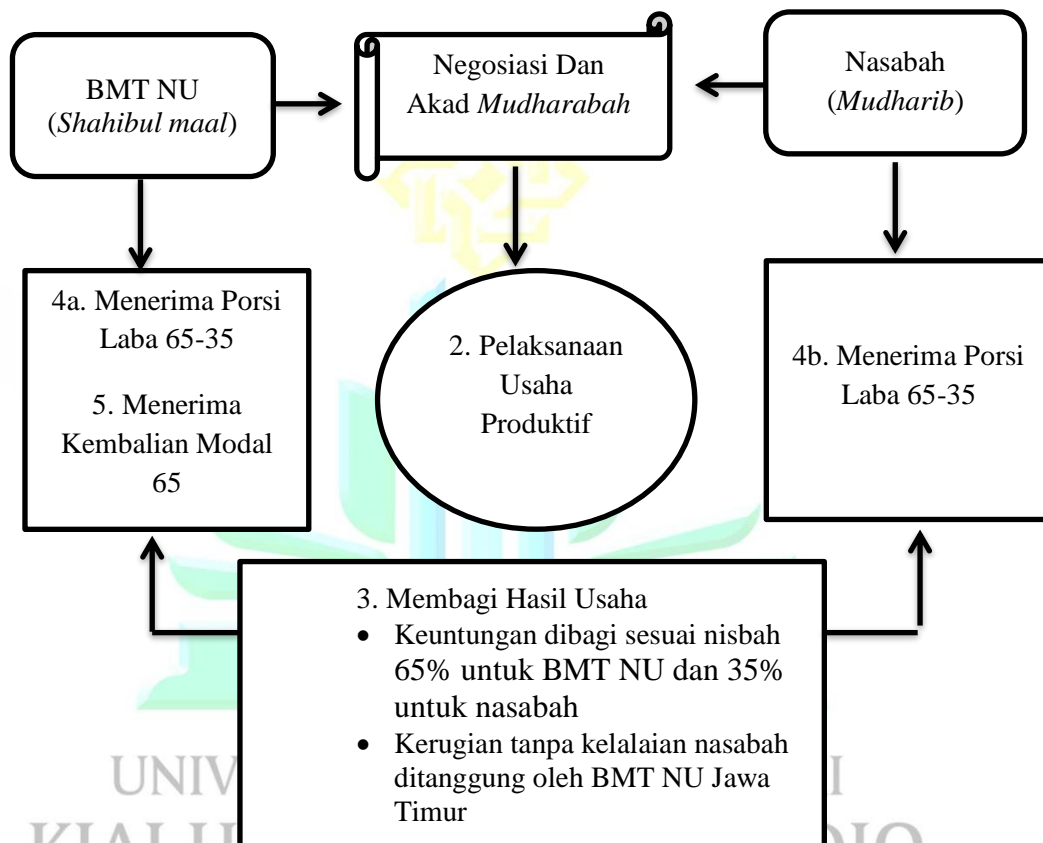 BMT NU
(Shahibul maal)
Negosiasi Dan
Akad Mudharabah
Nasabah
(Mudharib)
4a. Menerima Porsi
Laba 65-35
5. Menerima
Kembalian Modal
65
2. Pelaksanaan
Usaha
Produktif
4b. Menerima Porsi
Laba 65-35
3. Membagi Hasil Usaha
• Keuntungan dibagi sesuai nisbah
65% untuk BMT NU dan 35%
untuk nasabah
• Kerugian tanpa kelalaian nasabah
ditanggung oleh BMT NU Jawa
Timur